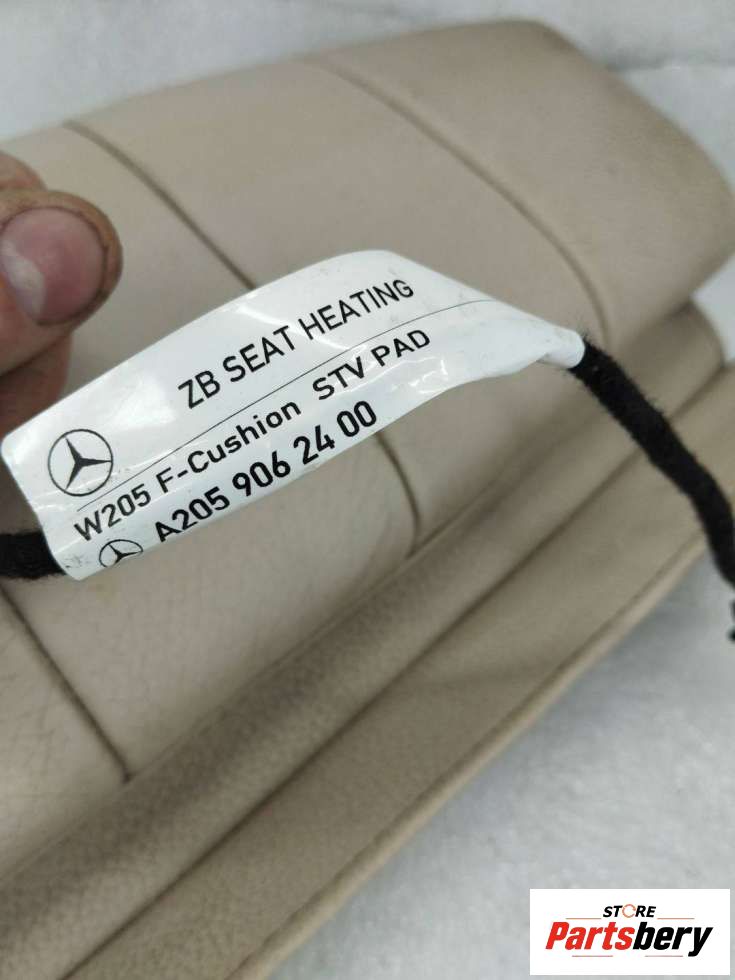 ZB SEAT HEATING
W205 F-Cushion STV PAD
A205 906 24 00
STORE
Partsbery